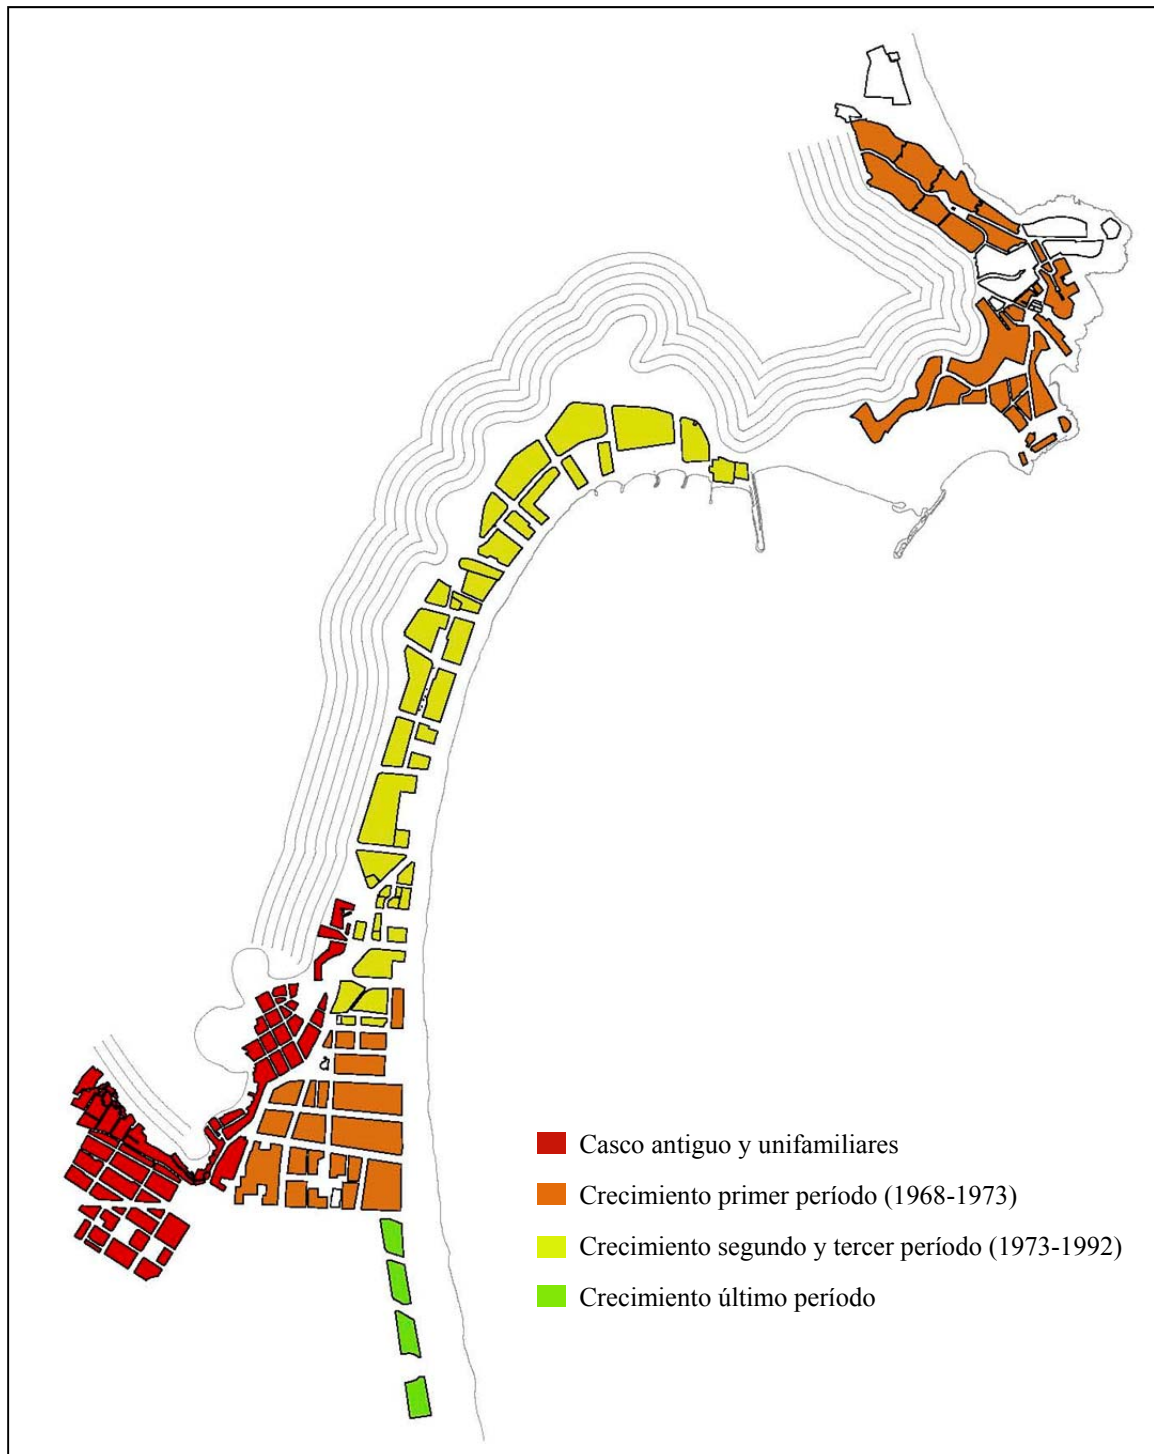 Casco antiguo y unifamiliares
Crecimiento primer período (1968-1973)
Crecimiento segundo y tercer período (1973-1992)
Crecimiento último período